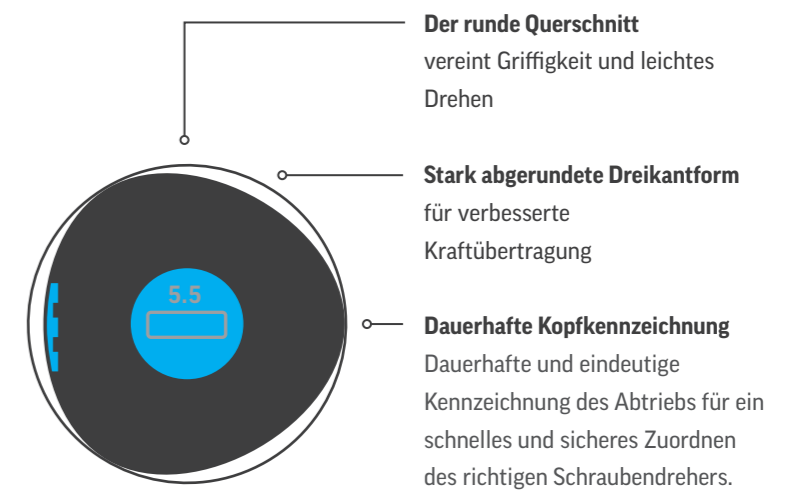 Der runde Querschnitt
vereint Griffigkeit und leichtes
Drehen
Stark abgerundete Dreikantform
für verbesserte
Kraftübertragung
5.5
Dauerhafte Kopfkennzeichnung
Dauerhafte und eindeutige
Kennzeichnung des Abtriebs für ein
schnelles und sicheres Zuordnen
des richtigen Schraubendrehers.